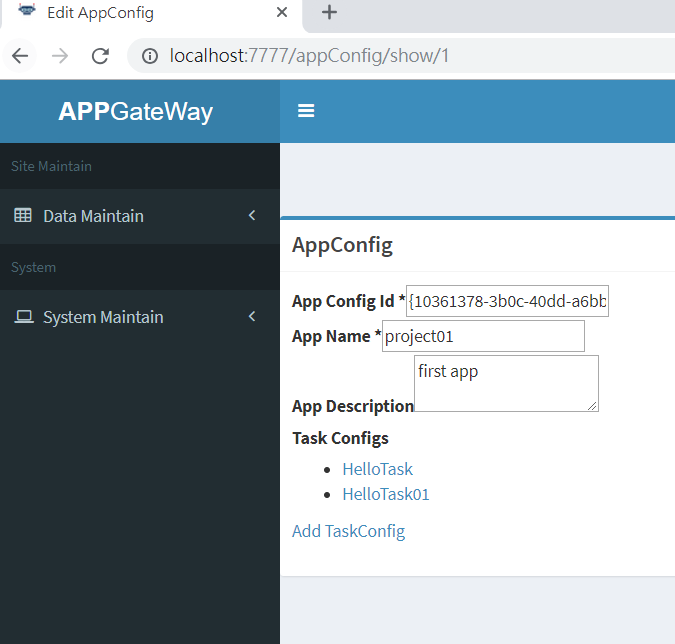 Edit AppConfig
localhost:7777/appConfig/show/1
APPGateWay
Site Maintain
Data Maintain
System
System Maintain
AppConfig
App Config Id * {10361378-3b0c-40dd-a6bb
App Name * project01
App Description first app
Task Configs
HelloTask
HelloTask01
Add TaskConfig